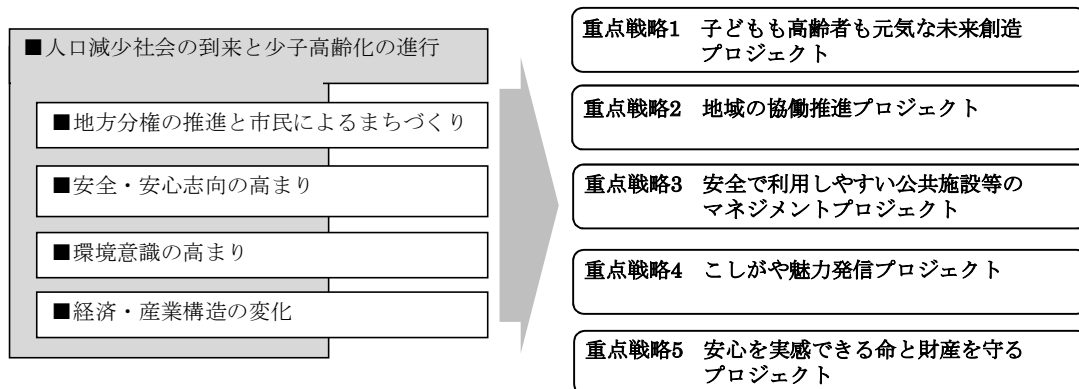 ■人口減少社会の到来と少子高齢化の進行
■地方分権の推進と市民によるまちづくり
■安全・安心志向の高まり
■環境意識の高まり
■経済・産業構造の変化
重点戦略1 子どもも高齢者も元気な未来創造
プロジェクト
重点戦略2 地域の協働推進プロジェクト
重点戦略3 安全で利用しやすい公共施設等の
マネジメントプロジェクト
重点戦略4 こしがや魅力発信プロジェクト
重点戦略5 安心を実感できる命と財産を守る
プロジェクト